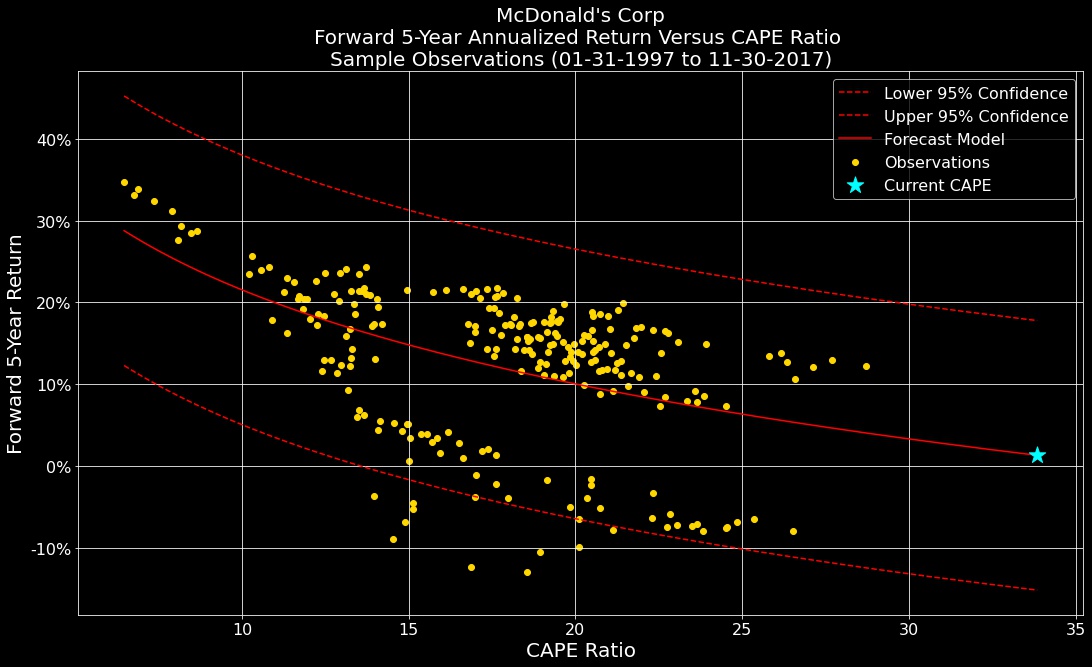 McDonald's Corp
Forward 5-Year Annualized Return Versus CAPE Ratio
Sample Observations (01-31-1997 to 11-30-2017)
Lower 95% Confidence
Upper 95% Confidence
Forecast Model
Observations
Current CAPE
Forward 5-Year Return
40%
30%
20%
10%
0%
-10%
10
15
20
25
30
35
CAPE Ratio